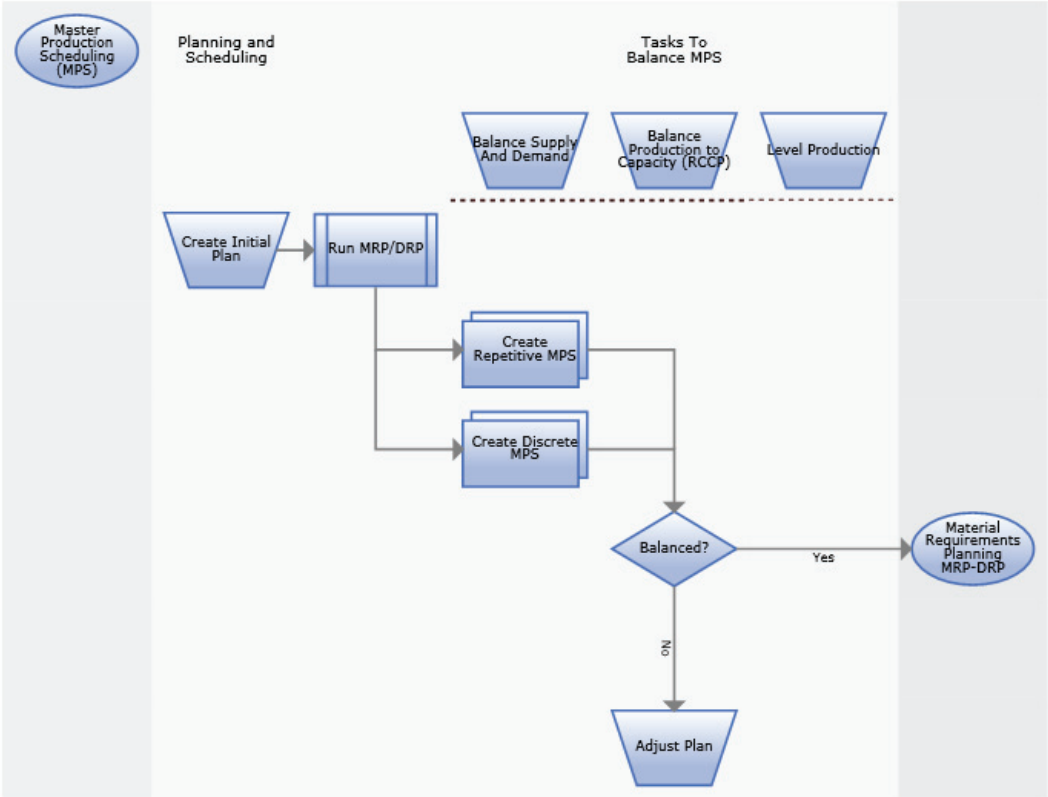 Master
Production
Scheduling
(MPS)
Planning and
Scheduling
Tasks To
Balance MPS
Balance Supply
And Demand
Balance
Production to
Capacity (RCCP)
Level Production
Create Initial
Plan
Run MRP/DRP
Create
Repetitive MPS
Create Discrete
MPS
Balanced?
Yes
Material
Requirements
Planning
MRP-DRP
No
Adjust Plan